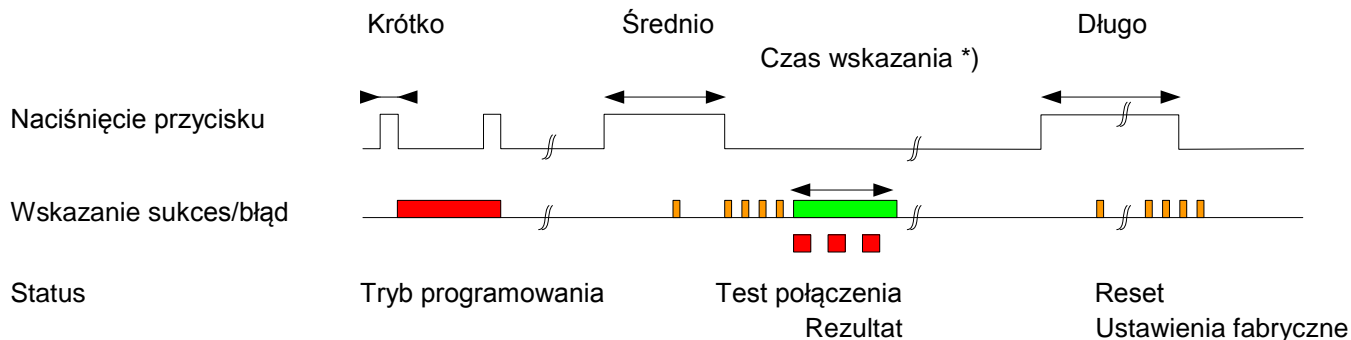 Krótko Średnio Długo
Czas wskazania *)
Naciśnięcie przycisku
Wskazanie sukces/błąd
Status Tryb programowania Test połączenia Reset
Rezultat Ustawienia fabryczne